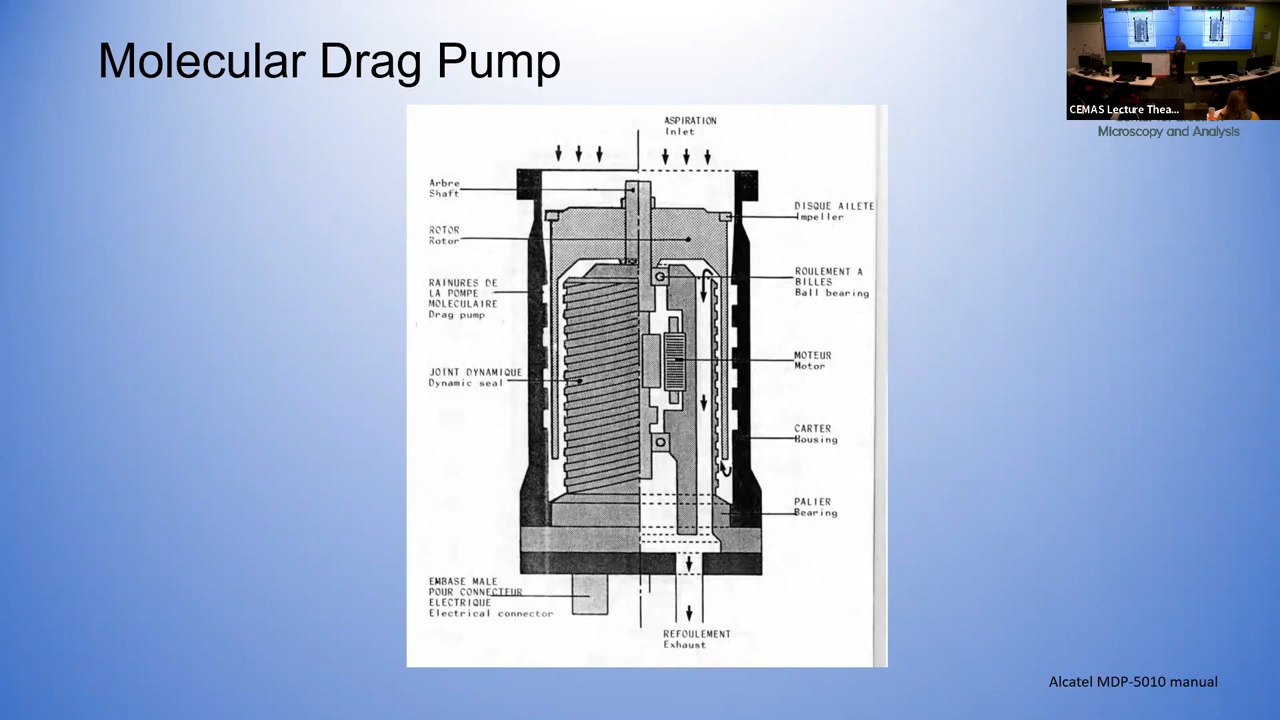 Molecular Drag Pump
CEMAS Lecture Thea...
Microscopy and Analysis
ASPIRATION
Inlet
Arbre
Shaft
DISQUE AILETE
Impeller
ROTOR
Rotor
ROULEMENT A
BILLES
Ball bearing
RAINURES DE
LA POMPE
MOLECULAIRE
Drag pump
MOTEUR
Motor
JOINT DYNAMIQUE
Dynamic seal
CARTER
Housing
PALIER
Bearing
EMBASE MALE
POUR CONNECTEUR
ELECTRIQUE
Electrical connector
REFOULEMENT
Exhaust
Alcatel MDP-5010 manual